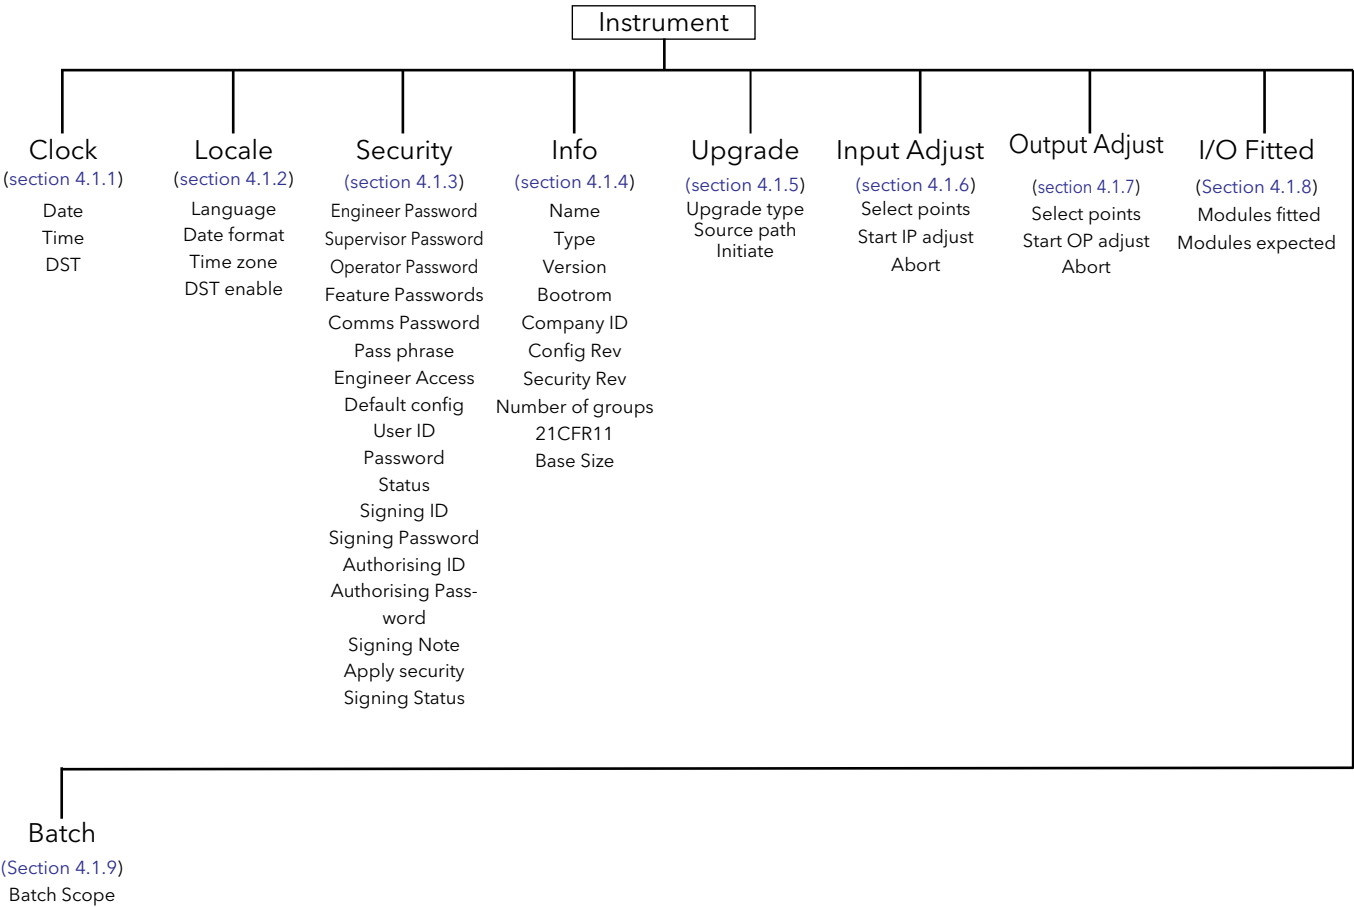 Instrument
Clock
(section 4.1.1)
Date
Time
DST
Locale
(section 4.1.2)
Language
Date format
Time zone
DST enable
Security
(section 4.1.3)
Engineer Password
Supervisor Password
Operator Password
Feature Passwords
Comms Password
Pass phrase
Engineer Access
Default config
User ID
Password
Status
Signing ID
Signing Password
Authorising ID
Authorising Pass-
word
Signing Note
Apply security
Signing Status
Info
(section 4.1.4)
Name
Type
Version
Bootrom
Company ID
Config Rev
Security Rev
Number of groups
21CFR11
Base Size
Upgrade
(section 4.1.5)
Upgrade type
Source path
Initiate
Input Adjust
(section 4.1.6)
Select points
Start IP adjust
Abort
Output Adjust
(section 4.1.7)
Select points
Start OP adjust
Abort
I/O Fitted
(Section 4.1.8)
Modules fitted
Modules expected
Batch
(Section 4.1.9)
Batch Scope